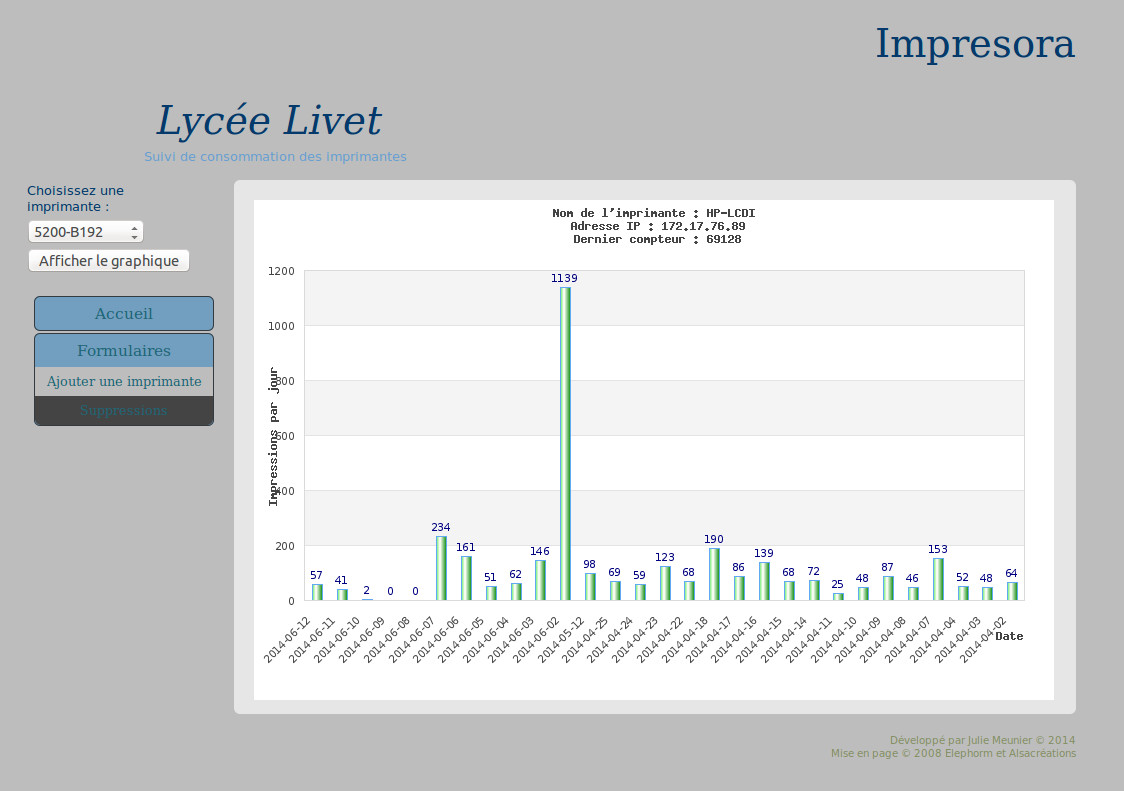 Impresora
Lycée Livet
Suivi de consommation des imprimantes
Choisissez une
imprimante :
5200-B192
Afficher le graphique
Accueil
Formulaires
Ajouter une imprimante
Suppressions
Nom de l'imprimante : HP-LCDI
Adresse IP : 172.17.76.89
Dernier compteur : 69128
Impressions par jour
1200
1000
800
600
400
200
0
57 41 2 0 0 234 161 51 62 146 1139 98 69 59 123 68 190 86 139 68 72 25 48 87 46 153 52 48 64
2014-06-12 2014-06-11 2014-06-10 2014-06-09 2014-06-08 2014-06-07 2014-06-06 2014-06-05 2014-06-04 2014-06-03 2014-06-02 2014-05-12 2014-04-25 2014-04-24 2014-04-23 2014-04-22 2014-04-18 2014-04-17 2014-04-16 2014-04-15 2014-04-14 2014-04-11 2014-04-10 2014-04-09 2014-04-08 2014-04-07 2014-04-04 2014-04-03 2014-04-02
Date
Développé par Julie Meunier © 2014
Mise en page © 2008 Elephorm et Alsacréations